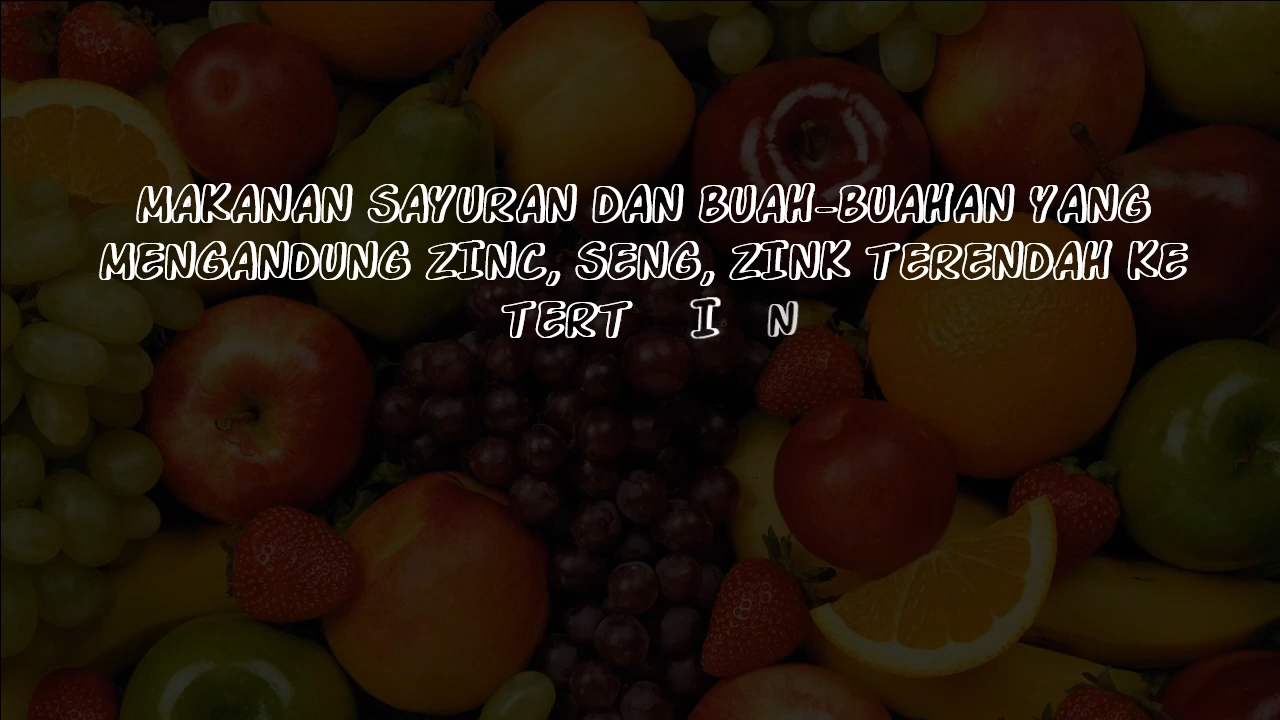 MAKANAN SAYURAN DAN BUAH-BUAHAN YANG
MENGANDUNG ZINC, SENG, ZINK TERENDAH KE
TERT I N